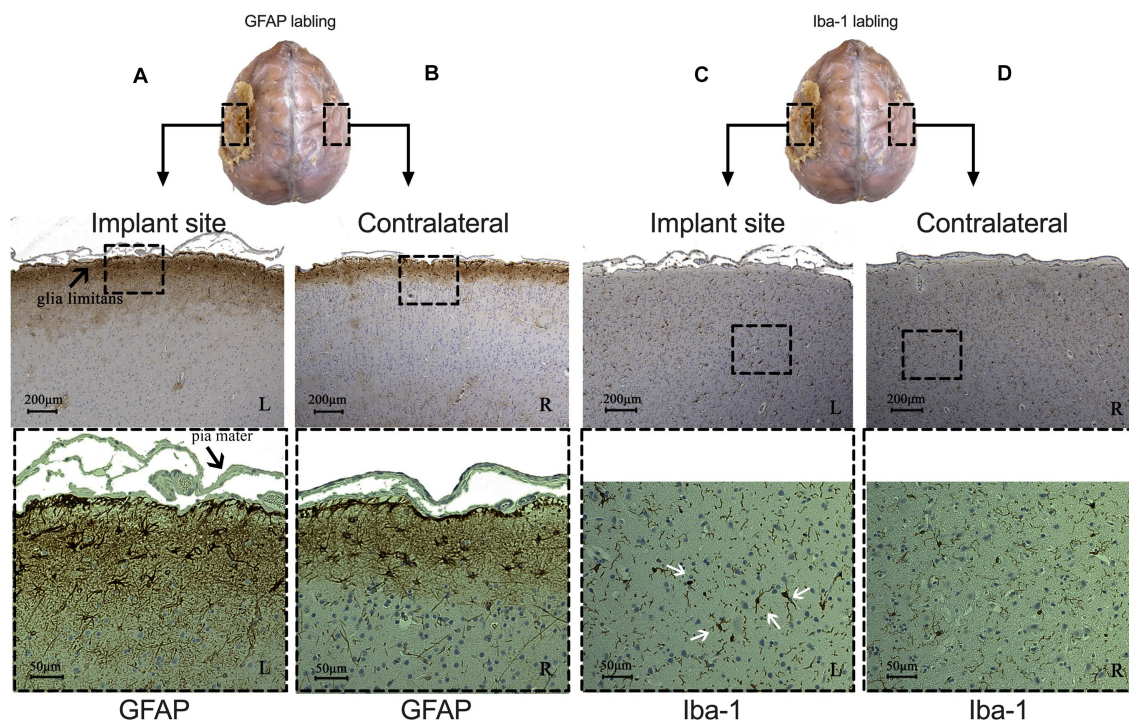 GFAP labling
Iba-1 labling
A
B
C
D
Implant site
Contralateral
Implant site
Contralateral
glia limitans
200μm
L
200μm
R
200μm
L
200μm
R
pia mater
50μm
L
50μm
R
50μm
L
50μm
R
GFAP
GFAP
Iba-1
Iba-1